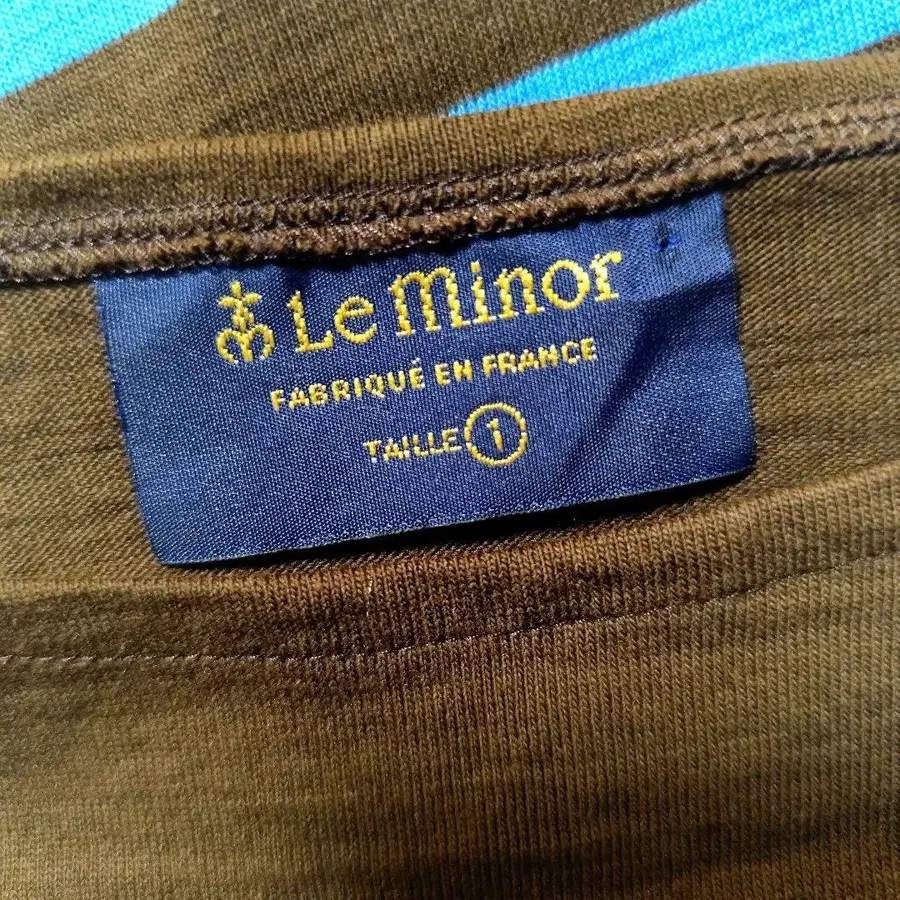 Le Minor
FABRIQUÉ EN FRANCE
TAILLE 1